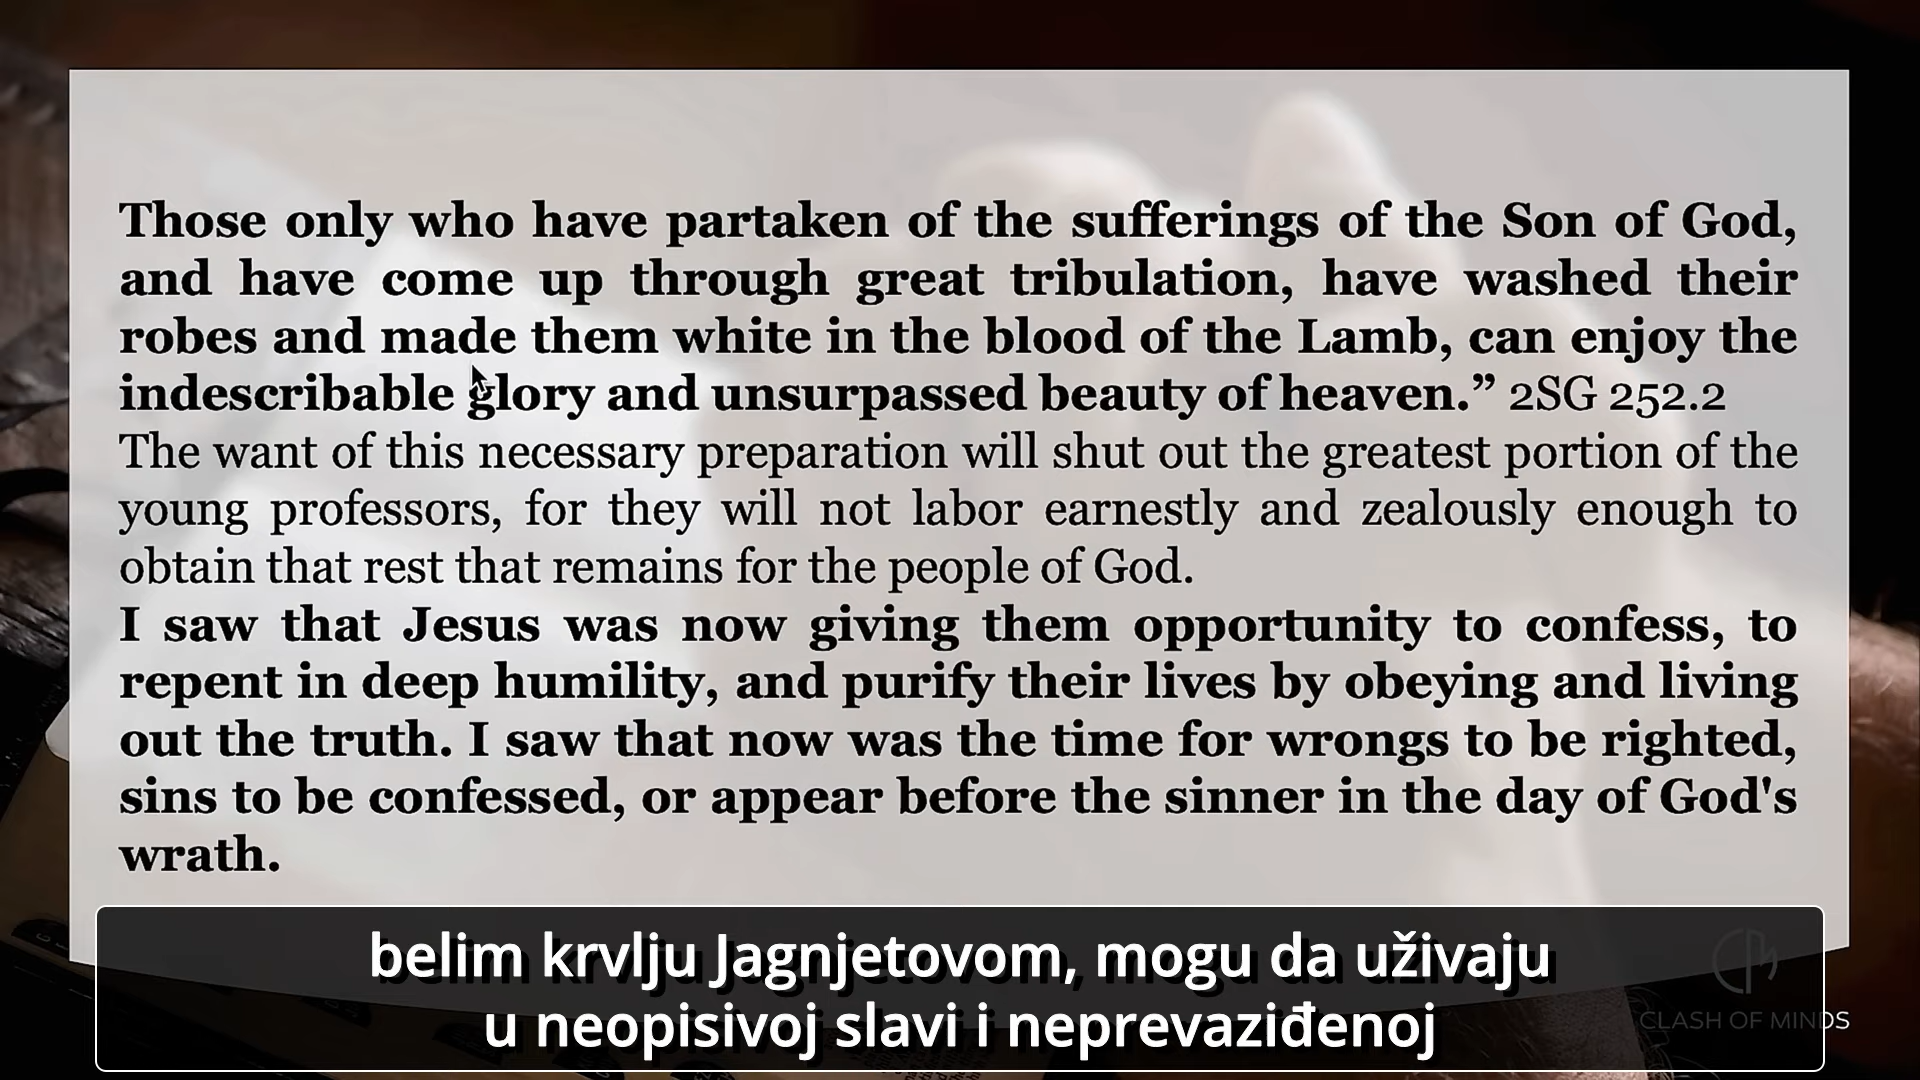 Those only who have partaken of the sufferings of the Son of God,
and have come up through great tribulation, have washed their
robes and made them white in the blood of the Lamb, can enjoy the
indescribable glory and unsurpassed beauty of heaven.” 2SG 252.2
The want of this necessary preparation will shut out the greatest portion of the
young professors, for they will not labor earnestly and zealously enough to
obtain that rest that remains for the people of God.
I saw that Jesus was now giving them opportunity to confess, to
repent in deep humility, and purify their lives by obeying and living
out the truth. I saw that now was the time for wrongs to be righted,
sins to be confessed, or appear before the sinner in the day of God's
wrath.
belim krvlju Jagnjetovom, mogu da uživaju
u neopisivoj slavi i neprevaziđenoj
CLASH OF MINDS